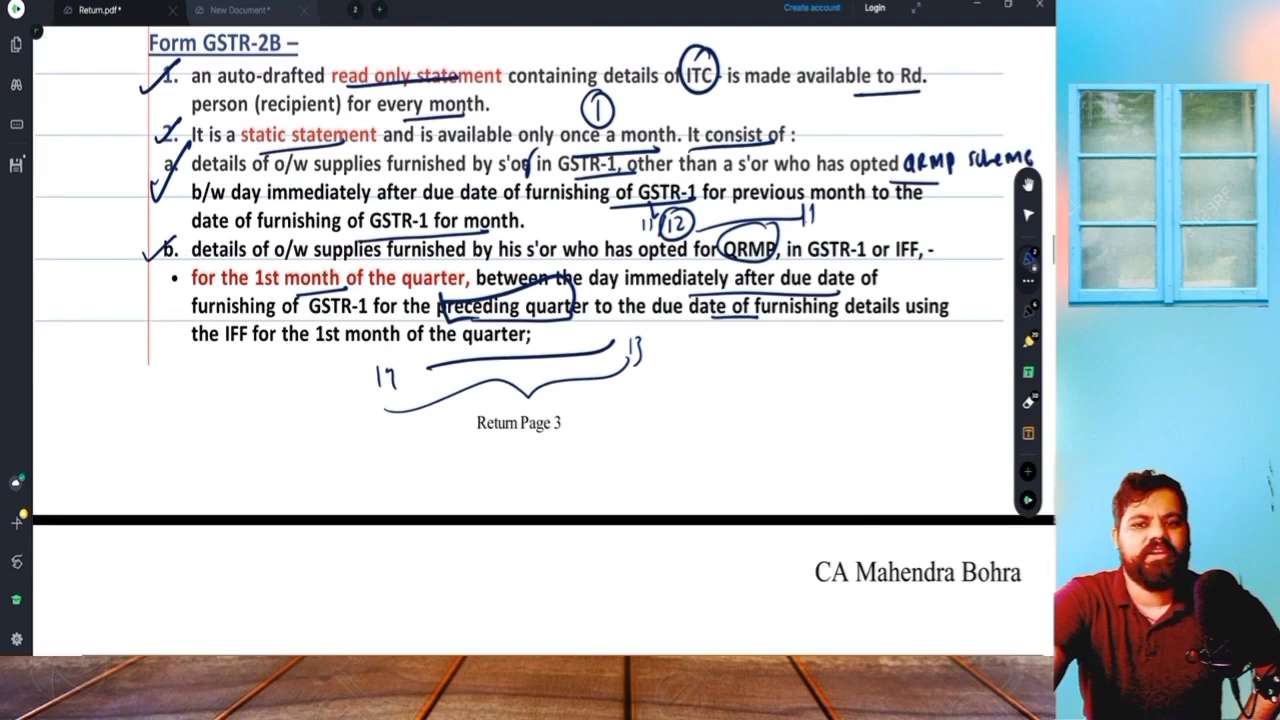 Return.pdf*
New Document*
2
Create account
Login
Form GSTR-2B –
1. an auto-drafted read only statement containing details of ITC - is made available to Rd.
person (recipient) for every month.
1
2. It is a static statement and is available only once a month. It consist of :
a. details of o/w supplies furnished by s'or in GSTR-1, other than a s'or who has opted QRMP scheme
b/w day immediately after due date of furnishing of GSTR-1 for previous month to the
date of furnishing of GSTR-1 for month.
11 12 11
b. details of o/w supplies furnished by his s'or who has opted for QRMP, in GSTR-1 or IFF, -
• for the 1st month of the quarter, between the day immediately after due date of
furnishing of GSTR-1 for the preceding quarter to the due date of furnishing details using
the IFF for the 1st month of the quarter;
13
Return Page 3
CA Mahendra Bohra